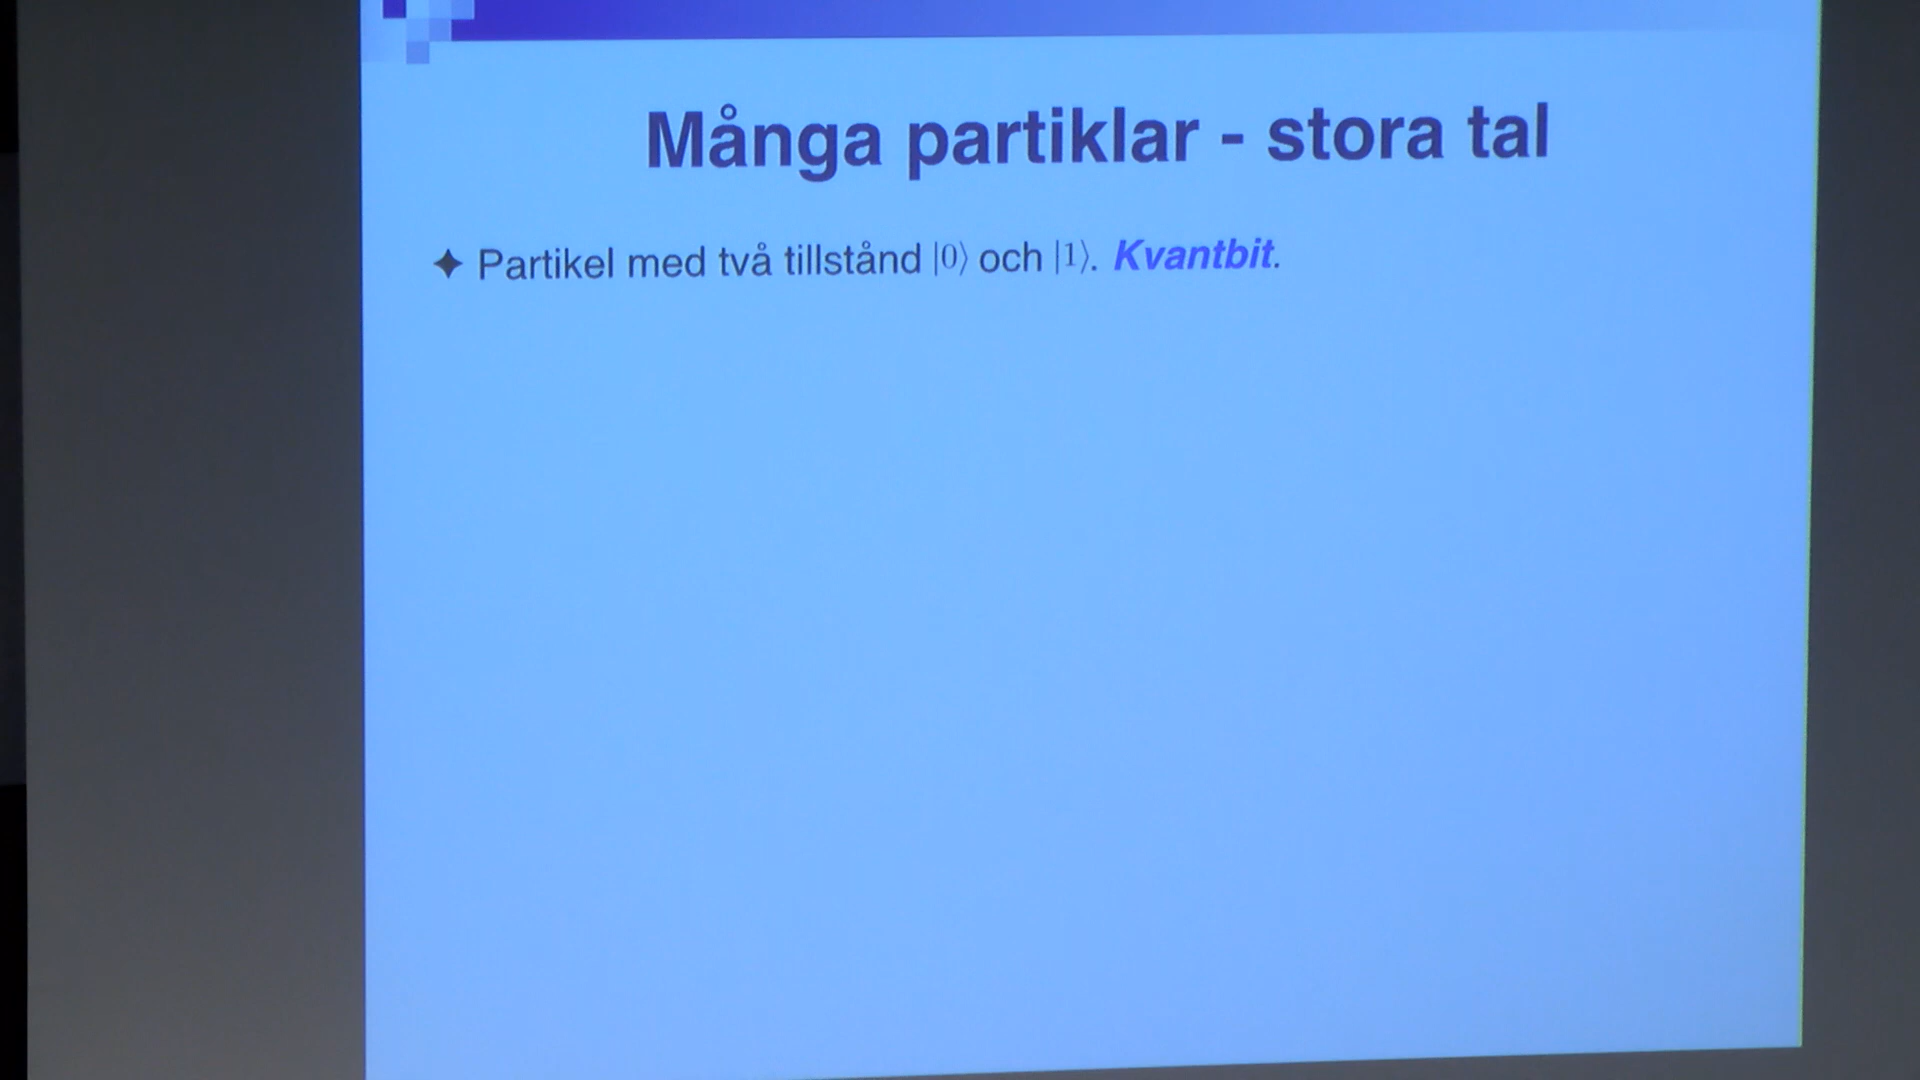 Många partiklar - stora tal
✦ Partikel med två tillstånd |0⟩ och |1⟩. Kvantbit.